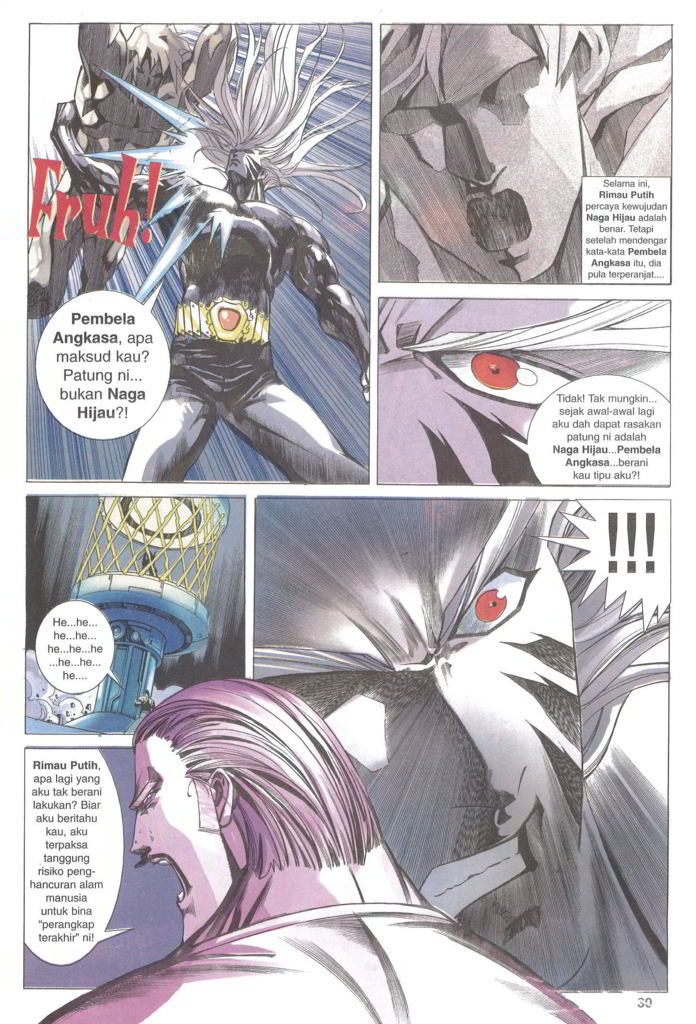 Fruh!
Pembela
Angkasa, apa
maksud kau?
Patung ni...
bukan Naga
Hijau?!
Selama ini,
Rimau Putih
percaya kewujudan
Naga Hijau adalah
benar. Tetapi
setelah mendengar
kata-kata Pembela
Angkasa itu, dia
pula terperanjat....
Tidak! Tak mungkin...
sejak awal-awal lagi
aku dah dapat rasakan
patung ni adalah
Naga Hijau...Pembela
Angkasa...berani
kau tipu aku?!
He...he...
he...he...
he...he...he
...he...he...
he....
!!!
Rimau Putih,
apa lagi yang
aku tak berani
lakukan? Biar
aku beritahu
kau, aku
terpaksa
tanggung
risiko peng-
hancuran alam
manusia
untuk bina
"perangkap
terakhir" ni!
30